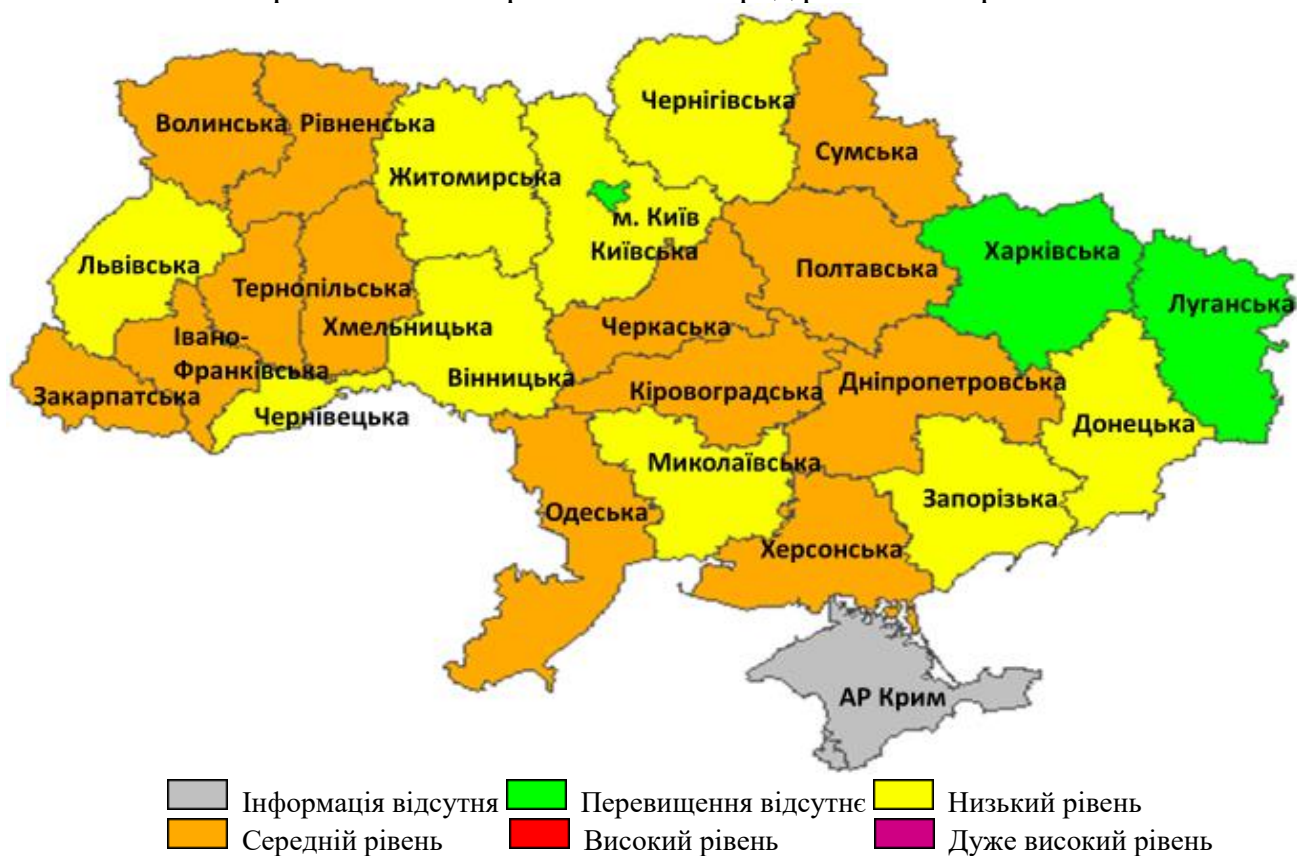 Чернігівська
Волинська
Рівненська
Сумська
Житомирська
м. Київ
Київська
Харківська
Львівська
Полтавська
Луганська
Тернопільська
Хмельницька
Черкаська
Івано-
Франківська
Вінницька
Кіровоградська
Дніпропетровська
Закарпатська
Чернівецька
Донецька
Миколаївська
Запорізька
Одеська
Херсонська
АР Крим
Інформація відсутня
Перевищення відсутнє
Низький рівень
Середній рівень
Високий рівень
Дуже високий рівень